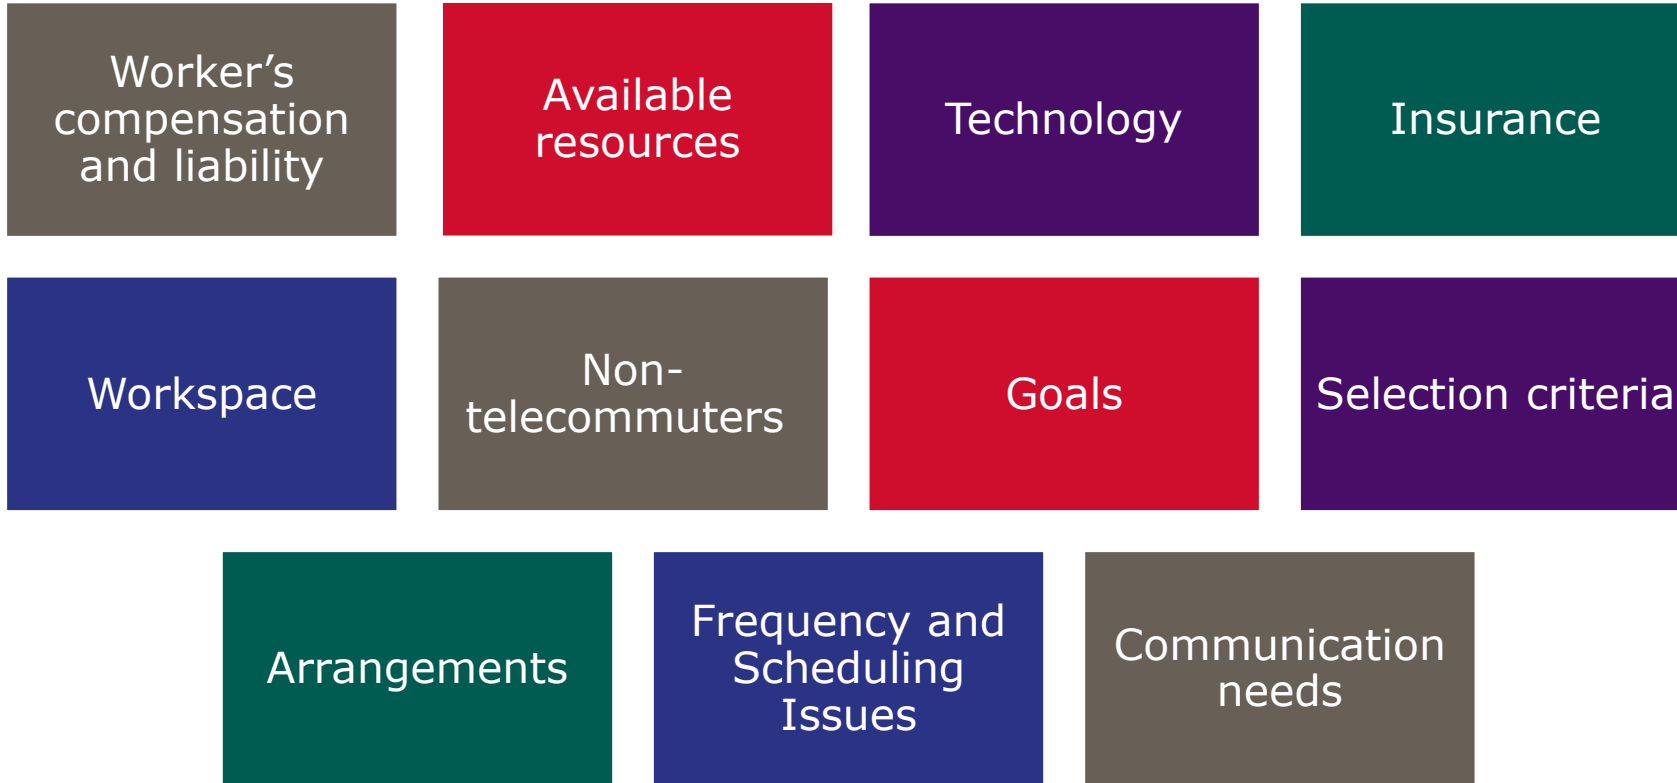 Worker’s
compensation
and liability
Available
resources
Technology
Insurance
Workspace
Non-
telecommuters
Goals
Selection criteria
Arrangements
Frequency and
Scheduling
Issues
Communication
needs